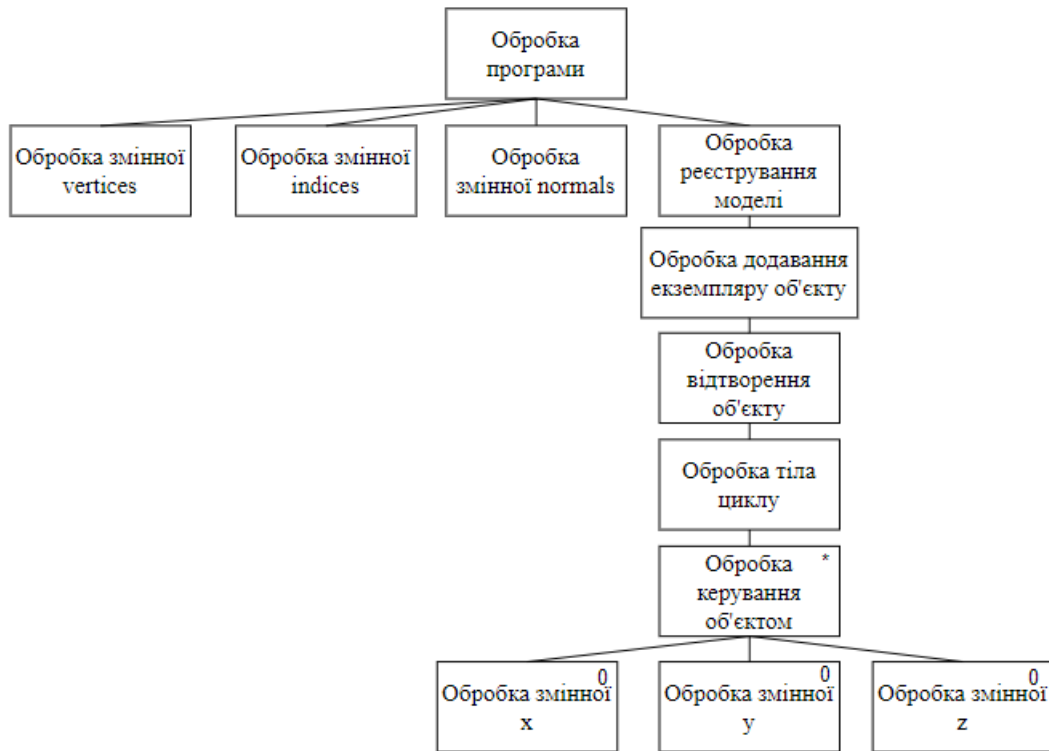 Обробка
програми
Обробка змінної
vertices
Обробка змінної
indices
Обробка
змінної normals
Обробка
реєстрування
моделі
Обробка додавання
екземпляру об'єкту
Обробка
відтворення
об'єкту
Обробка тіла
циклу
Обробка *
керування
об'єктом
0
Обробка змінної
x
0
Обробка змінної
y
0
Обробка змінної
z